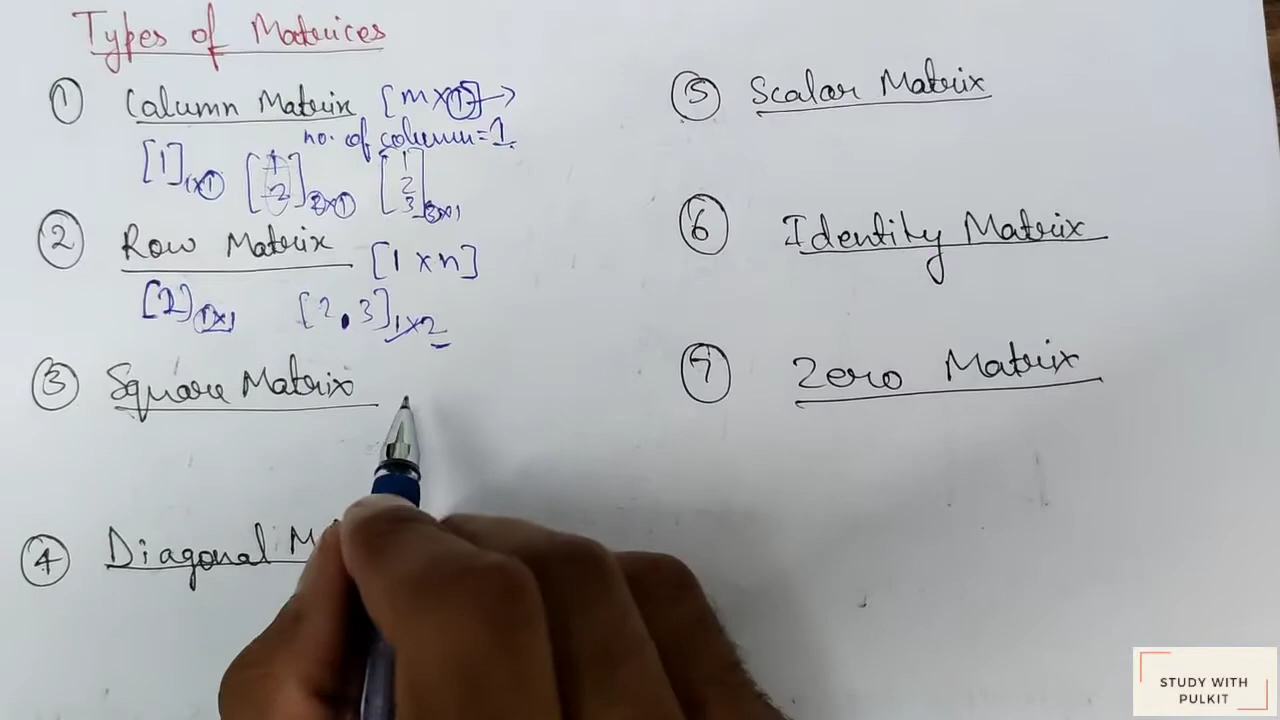 Types of Matrices
① Column Matrix [m×1]→
no. of column=1.
[1]1×1 [1 2]2×1 [1 2 3]3×1
② Row Matrix [1 × n]
[2]1×1 [2, 3]1×2
③ Square Matrix
④ Diagonal M
⑤ Scalar Matrix
⑥ Identity Matrix
⑦ Zero Matrix
STUDY WITH
PULKIT